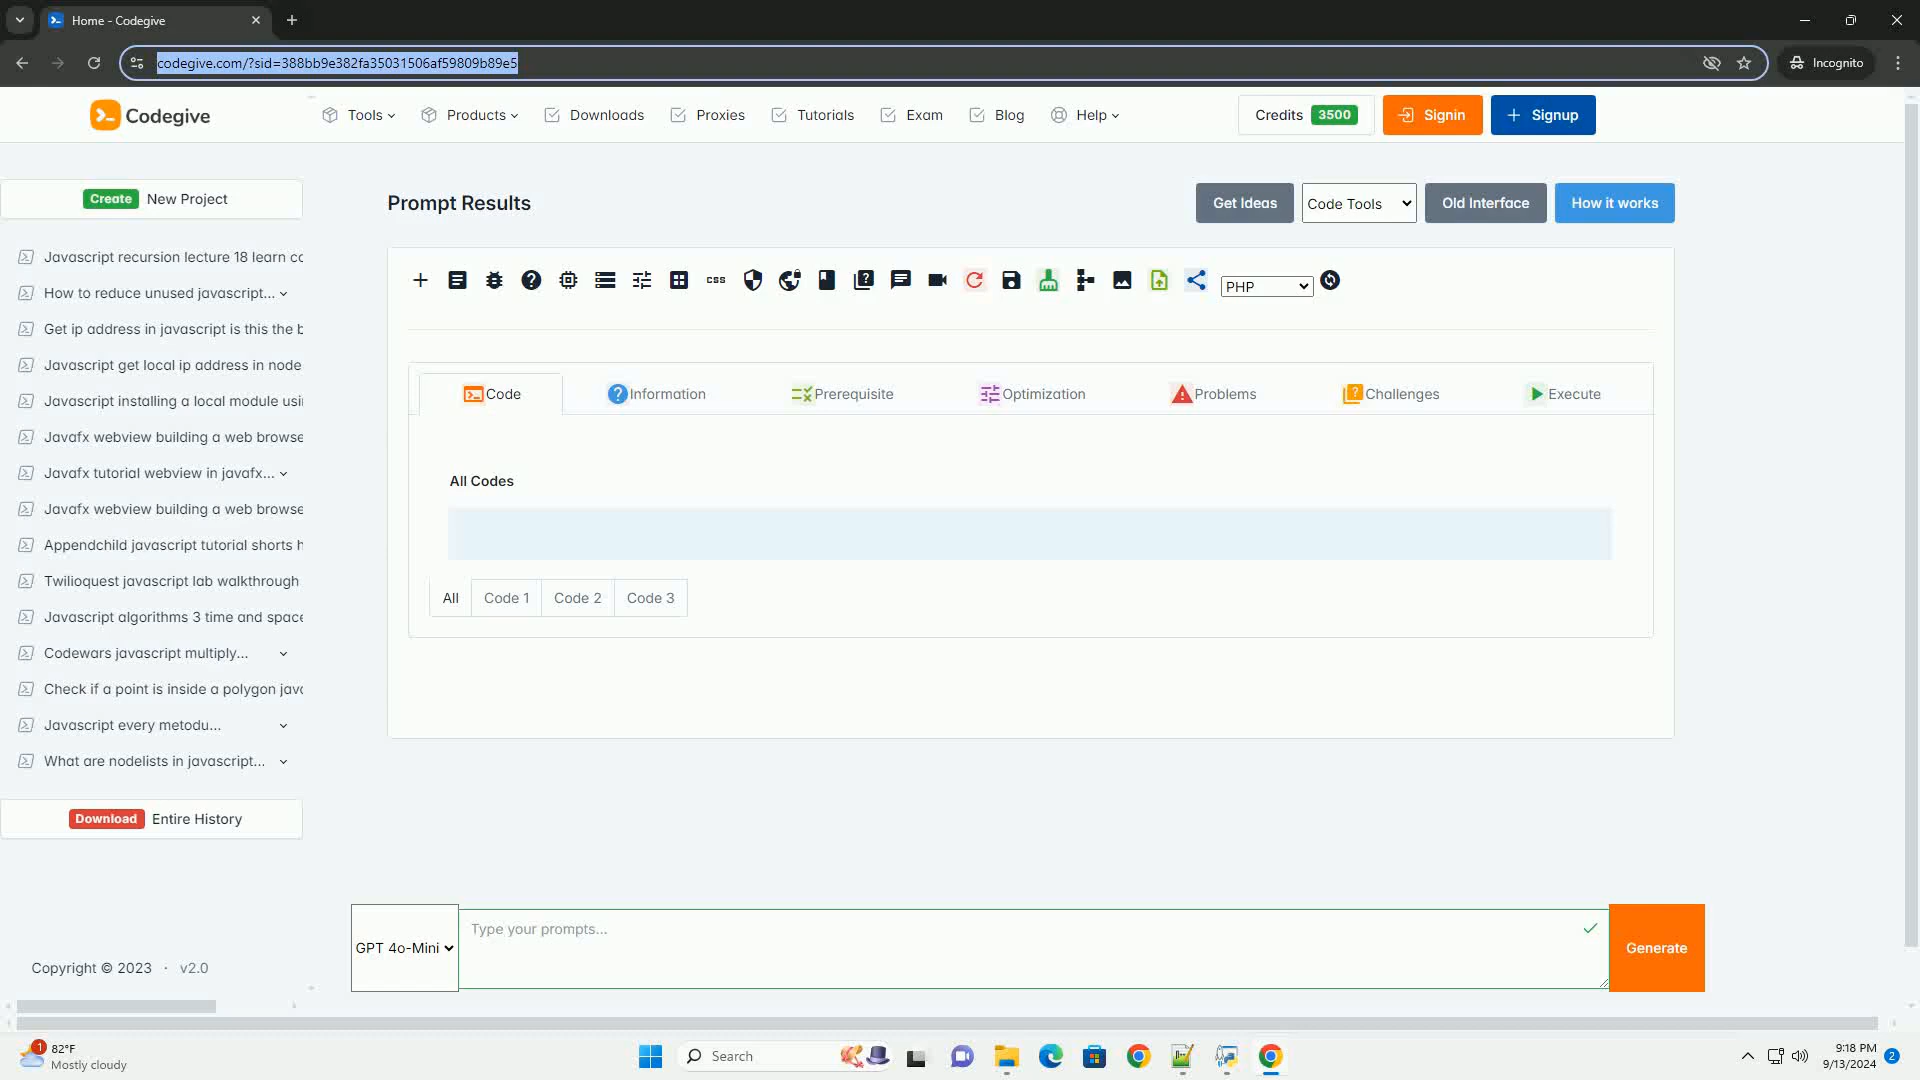 Home - Codegive
codegive.com/?sid=388bb9e382fa35031506af59809b89e5
Incognito
Codegive
Tools
Products
Downloads
Proxies
Tutorials
Exam
Blog
Help
Credits 3500
Signin
Signup
Create New Project
Javascript recursion lecture 18 learn
How to reduce unused javascript...
Get ip address in javascript is this the
Javascript get local ip address in node
Javascript installing a local module
Javafx webview building a web
Javafx tutorial webview in javafx...
Javafx webview building a web
Appendchild javascript tutorial shorts
Twilioquest javascript lab walkthrough
Javascript algorithms 3 time and
Codewars javascript multiply...
Check if a point is inside a polygon
Javascript every metodu...
What are nodelists in javascript...
Download Entire History
Copyright © 2023 · v2.0
Prompt Results
Get Ideas
Code Tools
Old Interface
How it works
css
PHP
Code
Information
Prerequisite
Optimization
Problems
Challenges
Execute
All Codes
All
Code 1
Code 2
Code 3
GPT 4o-Mini
Type your prompts...
Generate
1
82°F
Mostly cloudy
Search
9:18 PM
9/13/2024
2